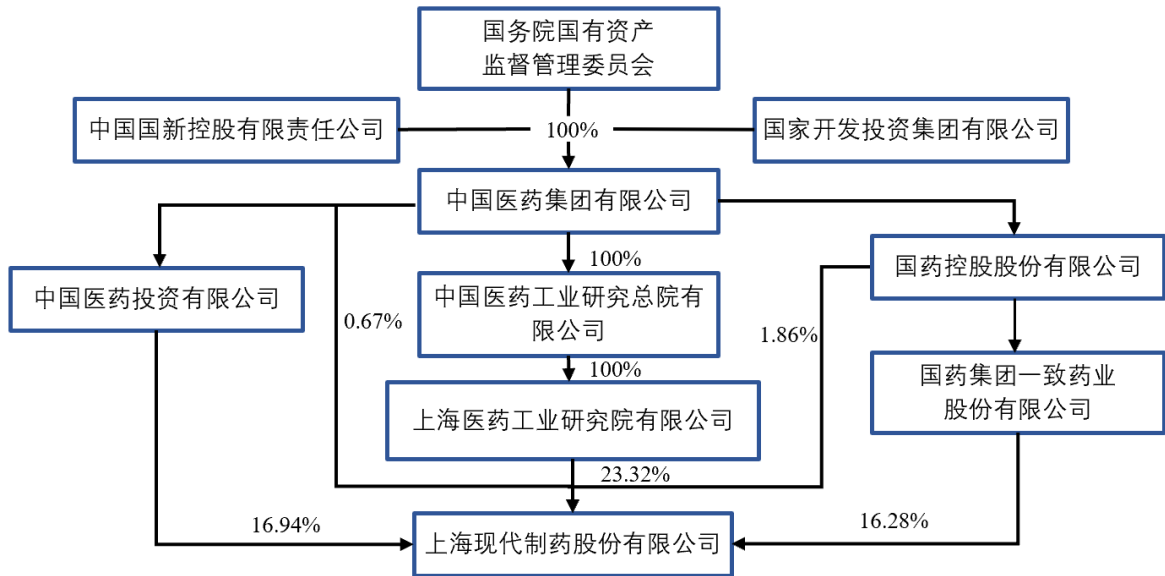 国务院国有资产
监督管理委员会
中国国新控股有限责任公司
100%
国家开发投资集团有限公司
中国医药集团有限公司
100%
国药控股股份有限公司
中国医药投资有限公司
中国医药工业研究总院有
限公司
0.67%
1.86%
100%
国药集团一致药业
股份有限公司
上海医药工业研究院有限公司
23.32%
16.94%
16.28%
上海现代制药股份有限公司